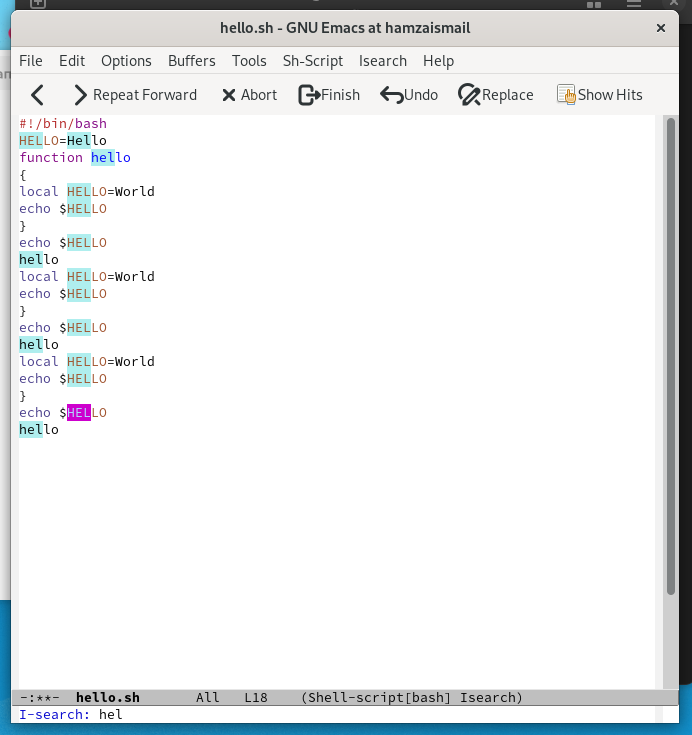 hello.sh - GNU Emacs at hamzaismail
File Edit Options Buffers Tools Sh-Script Isearch Help
Repeat Forward Abort Finish Undo Replace Show Hits
#!/bin/bash
HELLO=Hello
function hello
{
local HELLO=World
echo $HELLO
}
echo $HELLO
hello
local HELLO=World
echo $HELLO
}
echo $HELLO
hello
local HELLO=World
echo $HELLO
}
echo $HELLO
hello
-:**- hello.sh All L18 (Shell-script[bash] Isearch)
I-search: hel